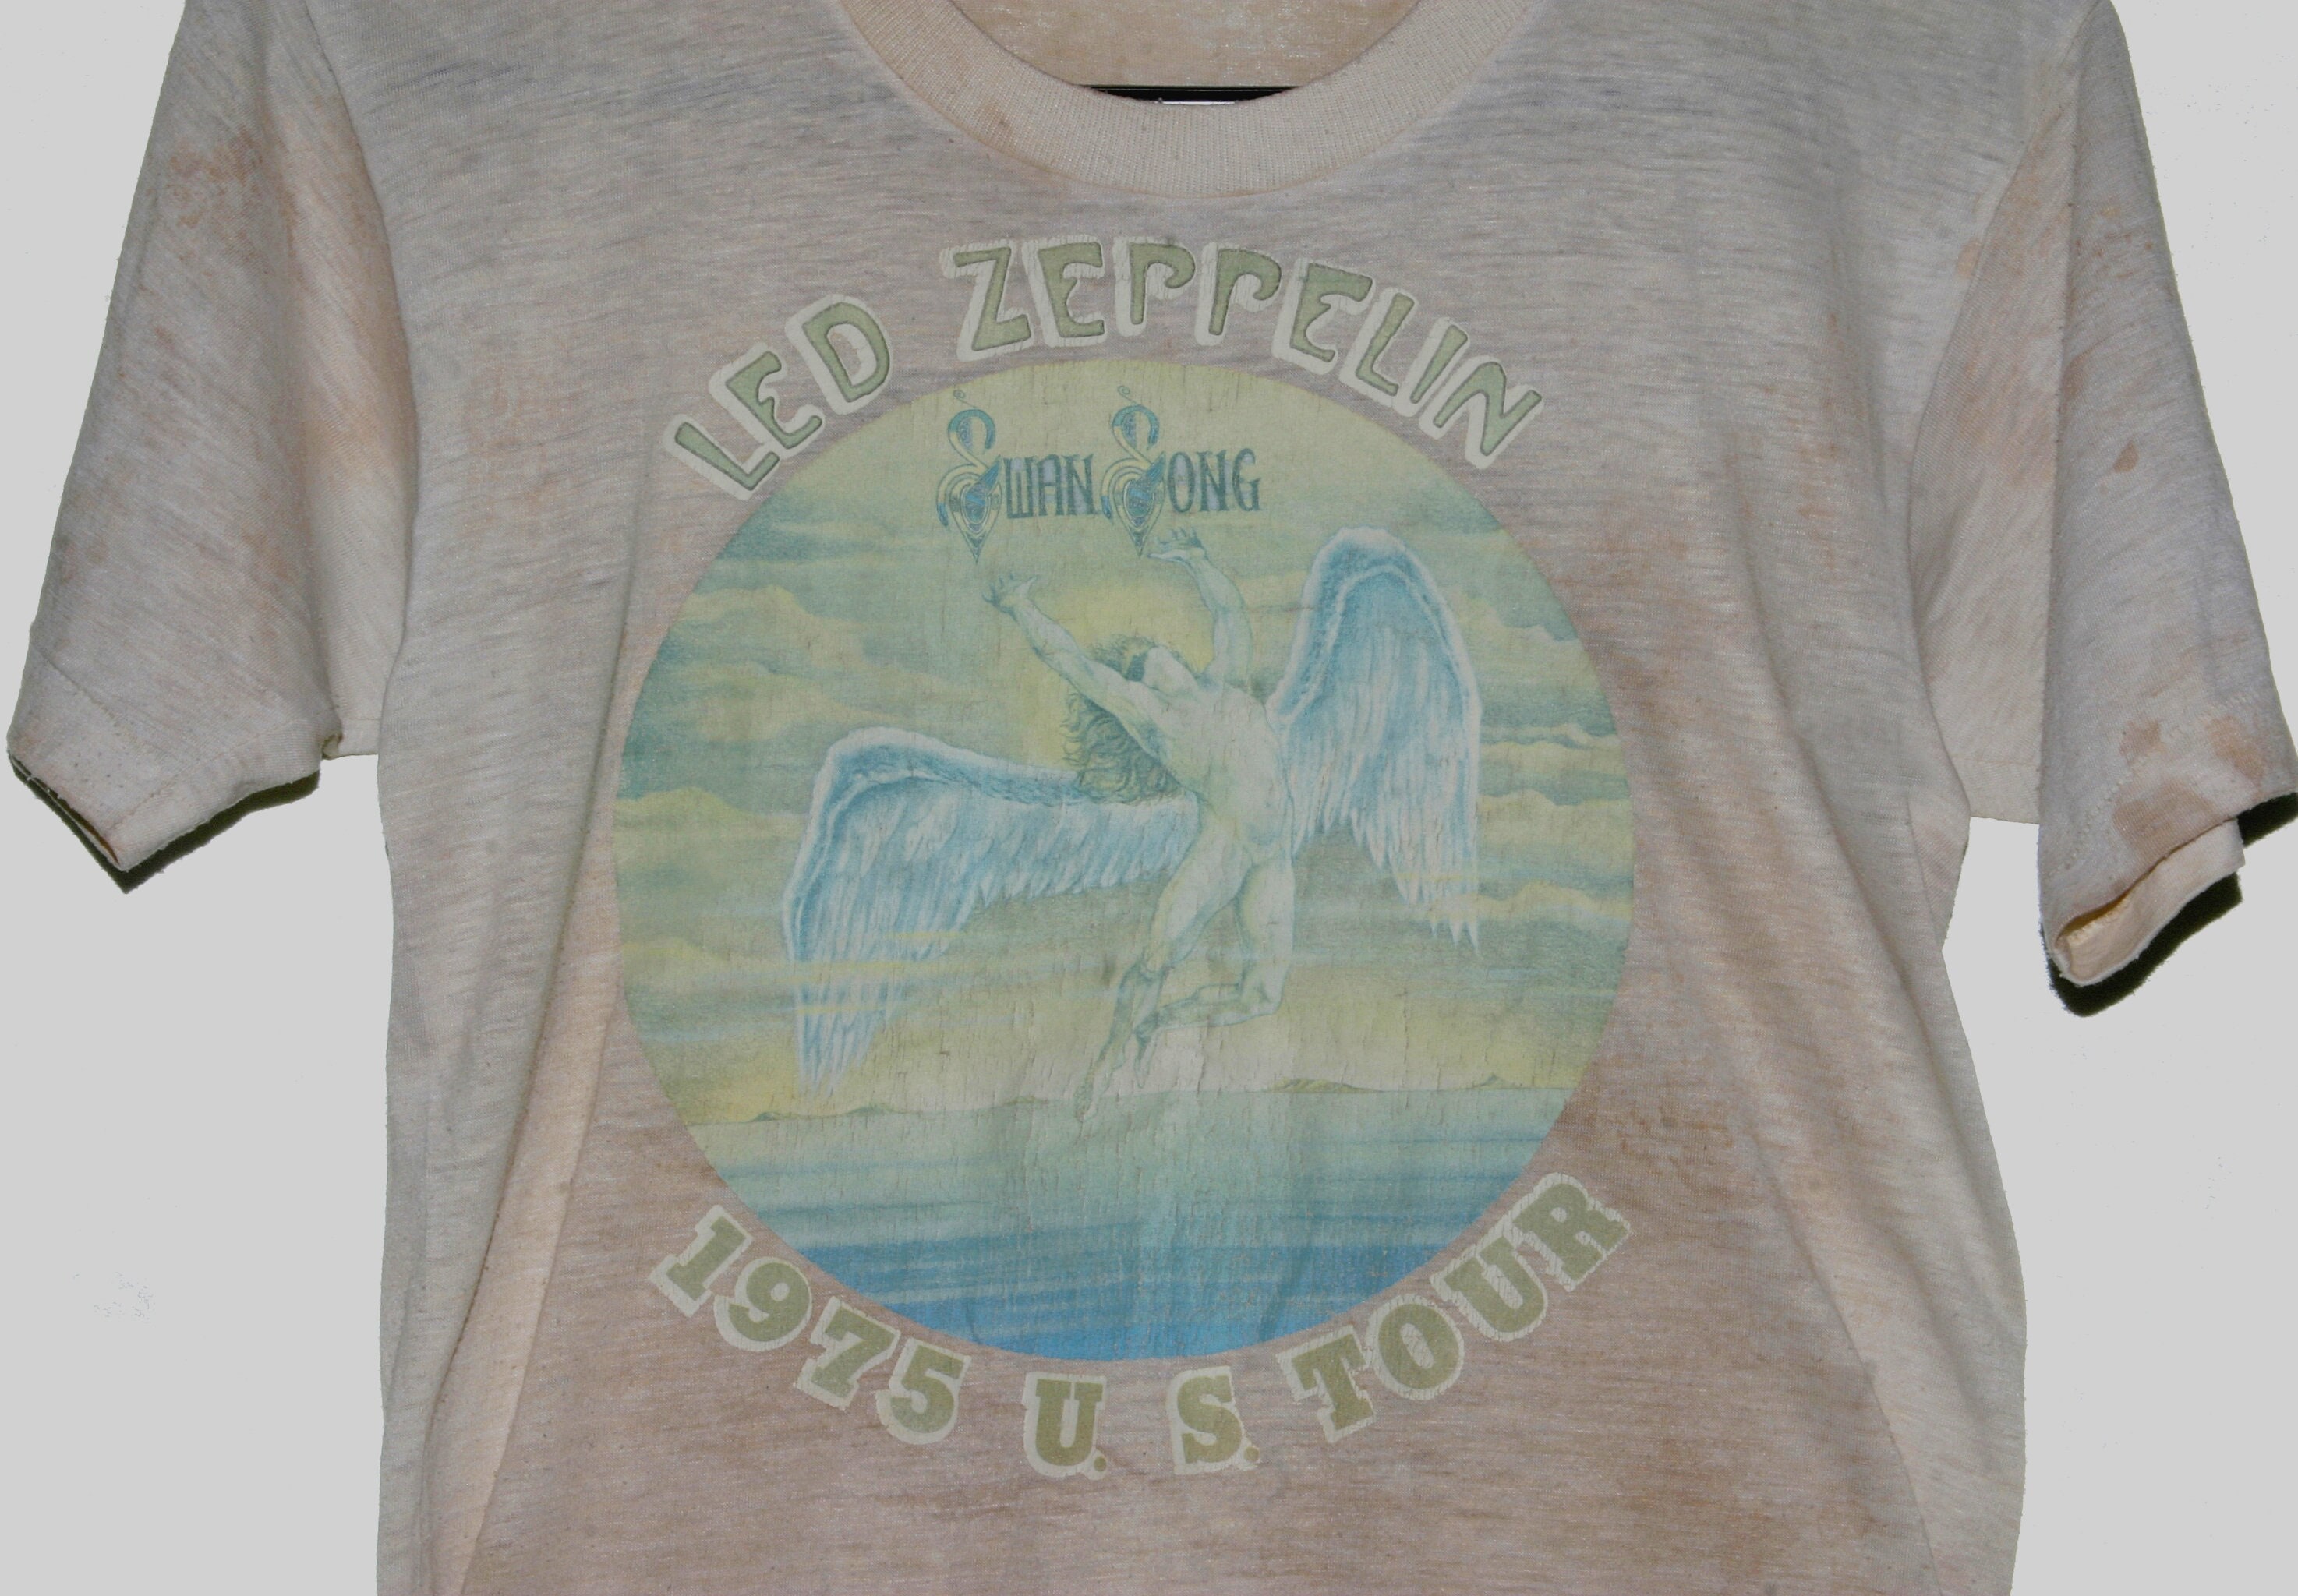 LED ZEPPELIN
SWAN SONG
1975 U.S. TOUR